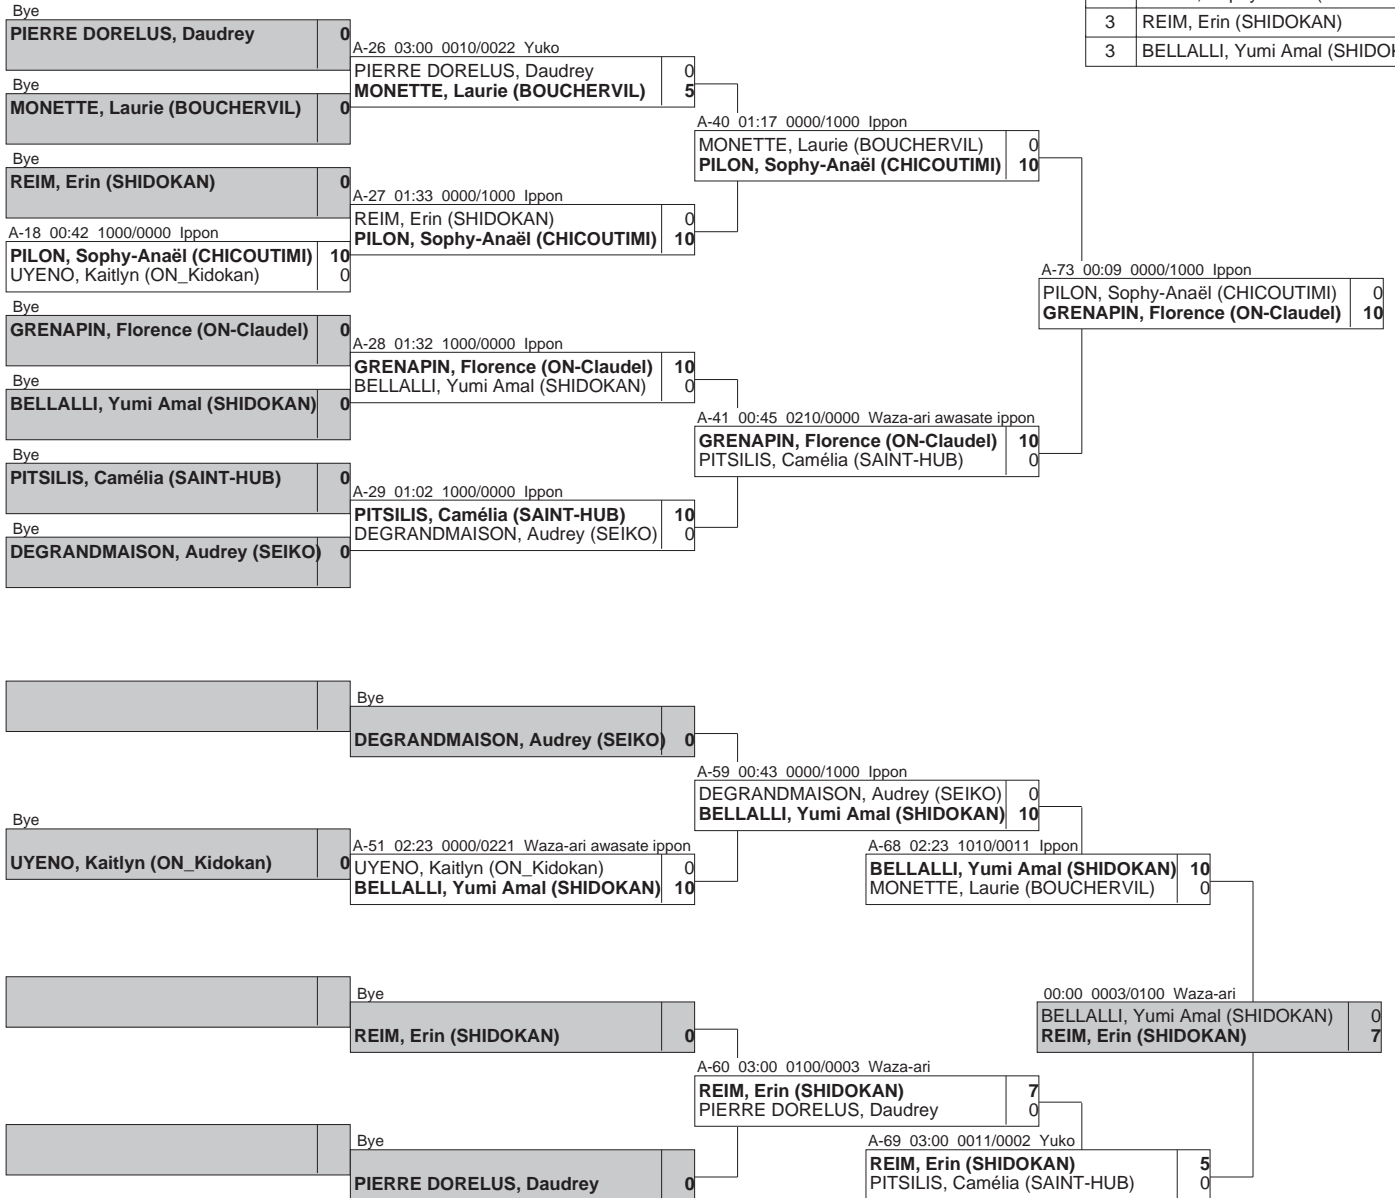 3 REIM, Erin (SHIDOKAN)
3 BELLALLI, Yumi Amal
Bye
PIERRE DORELUS, Daudrey 0
A-26 03:00 0010/0022 Yuko
PIERRE DORELUS, Daudrey 0
MONETTE, Laurie (BOUCHERVIL) 5
Bye
MONETTE, Laurie (BOUCHERVIL) 0
A-40 01:17 0000/1000 Ippon
MONETTE, Laurie (BOUCHERVIL) 0
PILON, Sophy-Anaël (CHICOUTIMI) 10
Bye
REIM, Erin (SHIDOKAN) 0
A-27 01:33 0000/1000 Ippon
REIM, Erin (SHIDOKAN) 0
PILON, Sophy-Anaël (CHICOUTIMI) 10
A-18 00:42 1000/0000 Ippon
PILON, Sophy-Anaël (CHICOUTIMI) 10
UYENO, Kaitlyn (ON_Kidokan) 0
A-73 00:09 0000/1000 Ippon
PILON, Sophy-Anaël (CHICOUTIMI) 0
GRENAPIN, Florence (ON-Claudel) 10
Bye
GRENAPIN, Florence (ON-Claudel) 0
A-28 01:32 1000/0000 Ippon
GRENAPIN, Florence (ON-Claudel) 10
BELLALLI, Yumi Amal (SHIDOKAN) 0
Bye
BELLALLI, Yumi Amal (SHIDOKAN) 0
A-41 00:45 0210/0000 Waza-ari awasate ippon
GRENAPIN, Florence (ON-Claudel) 10
PITSILIS, Camélia (SAINT-HUB) 0
Bye
PITSILIS, Camélia (SAINT-HUB) 0
A-29 01:02 1000/0000 Ippon
PITSILIS, Camélia (SAINT-HUB) 10
DEGRANDMAISON, Audrey (SEIKO) 0
Bye
DEGRANDMAISON, Audrey (SEIKO) 0
Bye
DEGRANDMAISON, Audrey (SEIKO) 0
A-59 00:43 0000/1000 Ippon
DEGRANDMAISON, Audrey (SEIKO) 0
BELLALLI, Yumi Amal (SHIDOKAN) 10
Bye
UYENO, Kaitlyn (ON_Kidokan) 0
A-51 02:23 0000/0221 Waza-ari awasate ippon
UYENO, Kaitlyn (ON_Kidokan) 0
BELLALLI, Yumi Amal (SHIDOKAN) 10
A-68 02:23 1010/0011 Ippon
BELLALLI, Yumi Amal (SHIDOKAN) 10
MONETTE, Laurie (BOUCHERVIL) 0
Bye
REIM, Erin (SHIDOKAN) 0
00:00 0003/0100 Waza-ari
BELLALLI, Yumi Amal (SHIDOKAN) 0
REIM, Erin (SHIDOKAN) 7
A-60 03:00 0100/0003 Waza-ari
REIM, Erin (SHIDOKAN) 7
PIERRE DORELUS, Daudrey 0
Bye
PIERRE DORELUS, Daudrey 0
A-69 03:00 0011/0002 Yuko
REIM, Erin (SHIDOKAN) 5
PITSILIS, Camélia (SAINT-HUB) 0